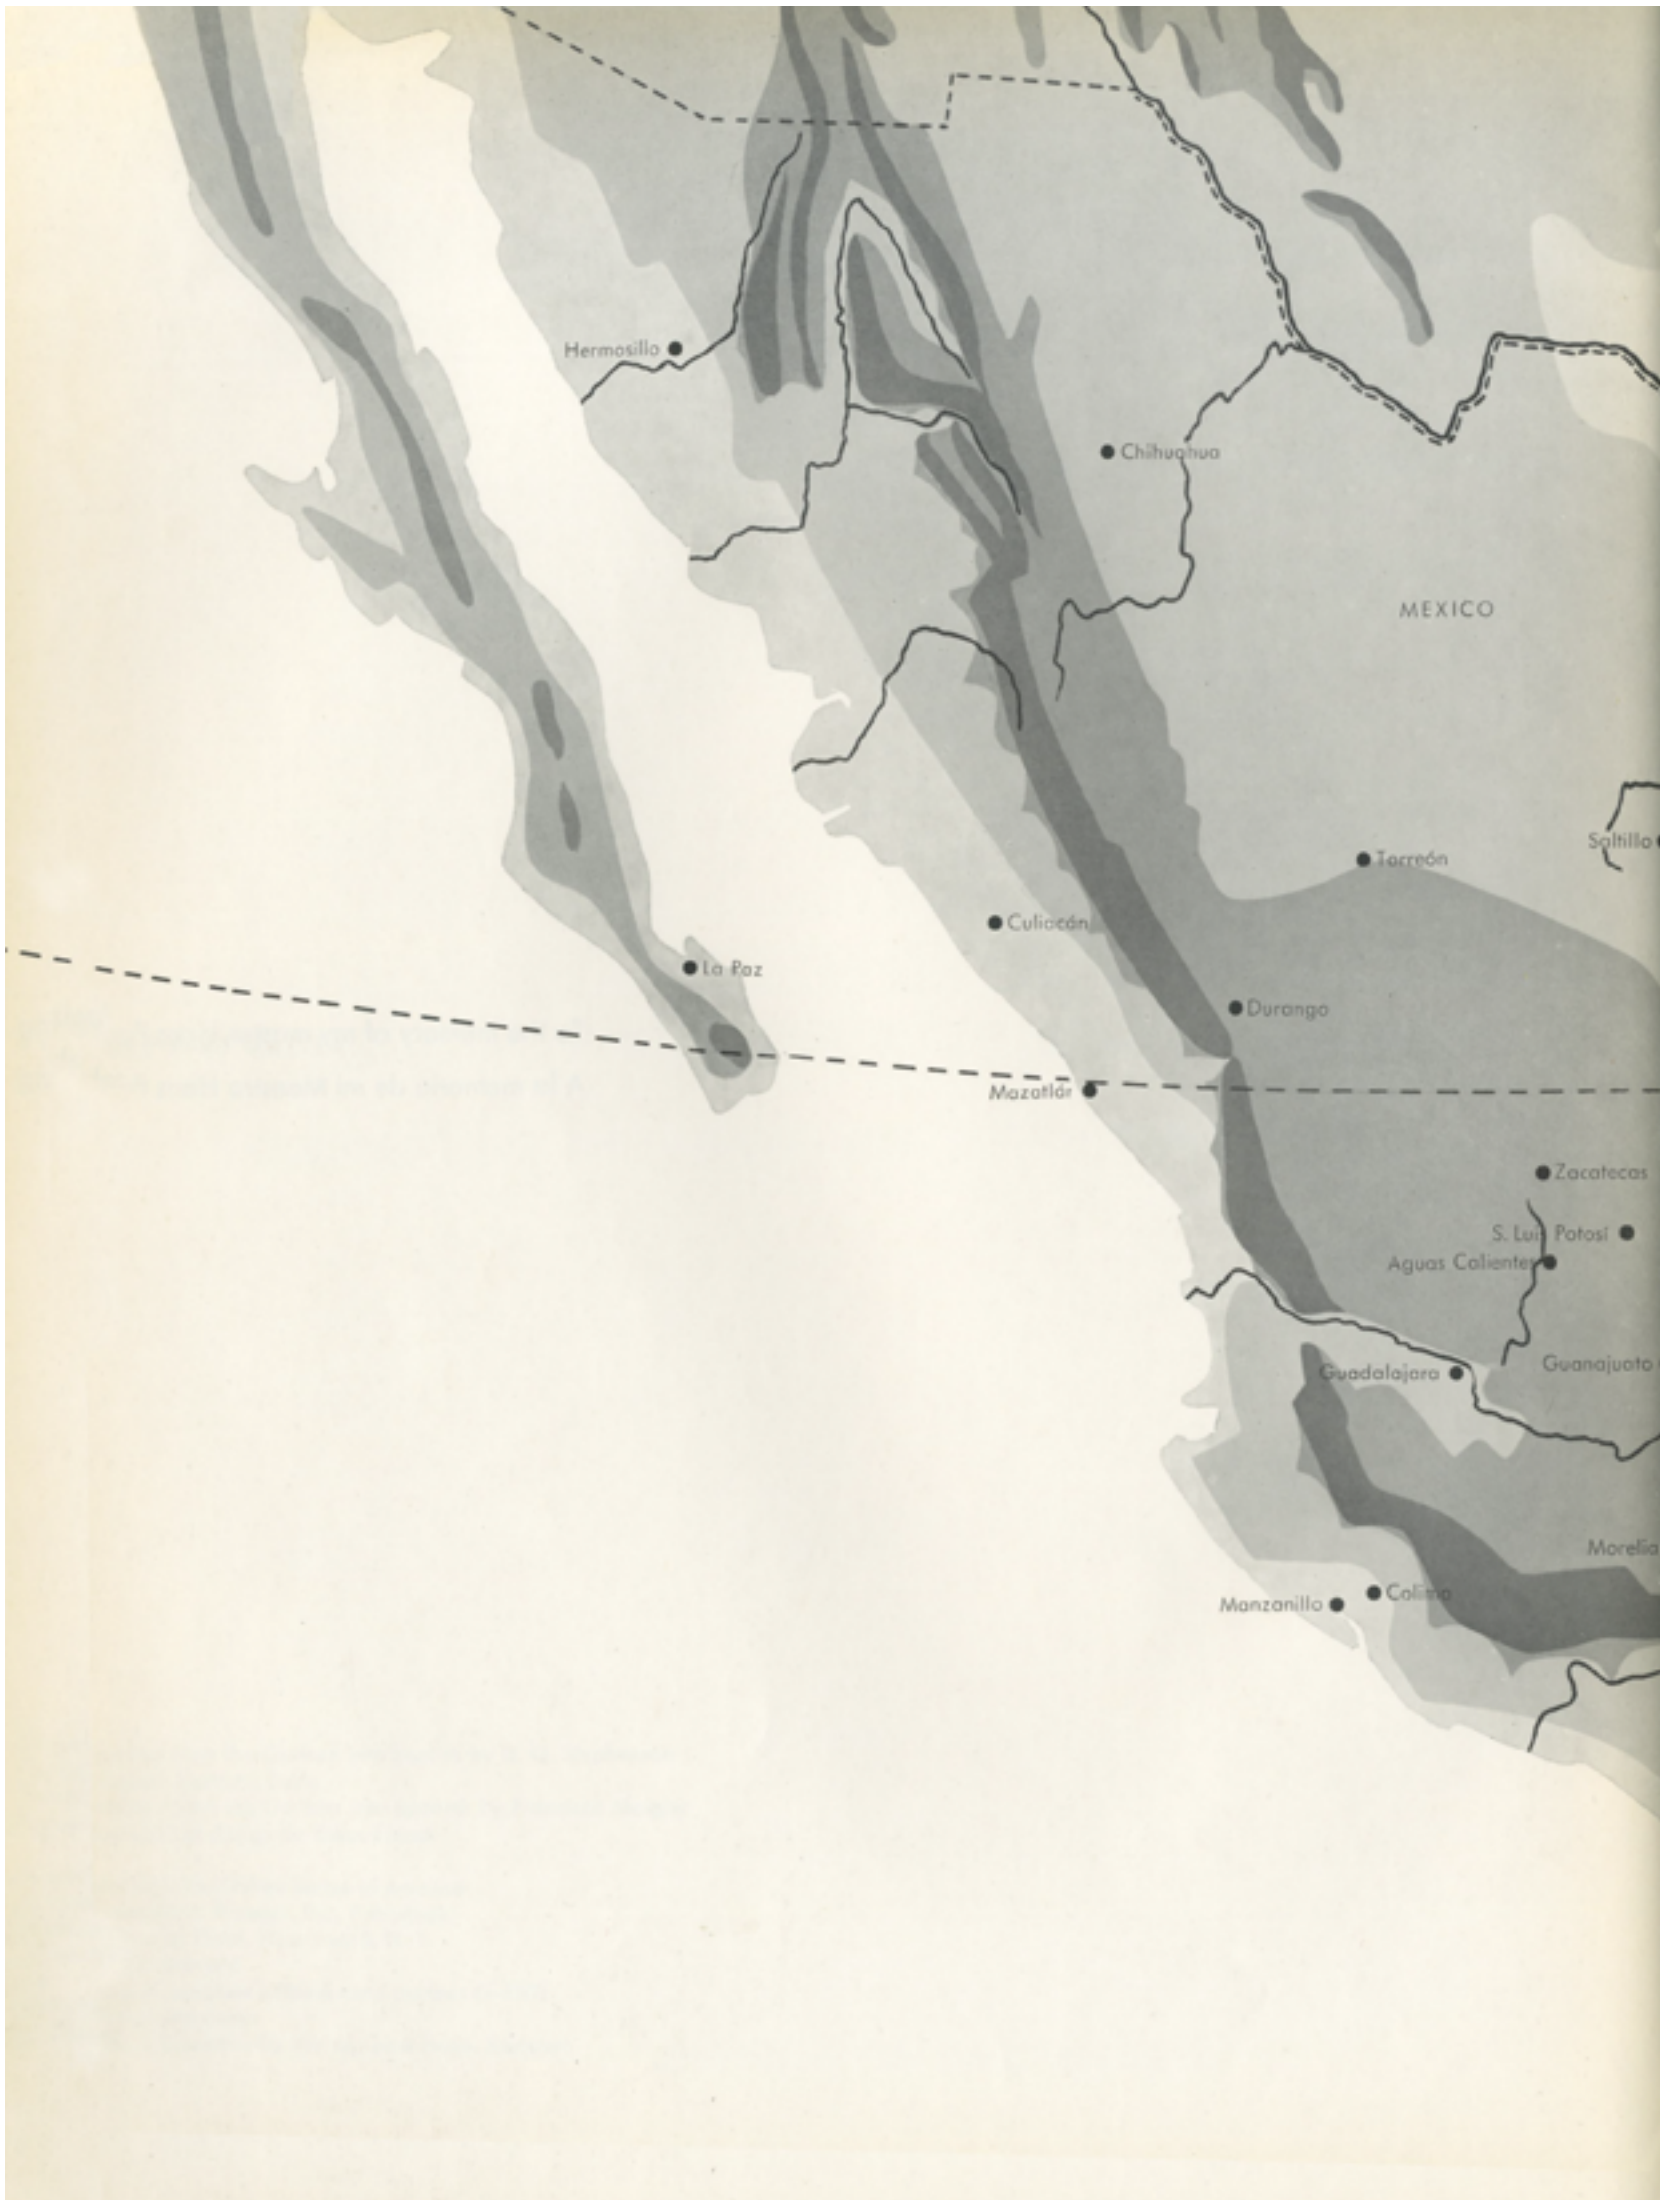 Hermosillo
Chihuahua
MEXICO
Saltillo
Torreón
Culiacán
La Paz
Durango
Mazatlán
Zacatecas
S. Luis Potosí
Aguas Calientes
Guanajuato
Guadalajara
Morelia
Colima
Manzanillo